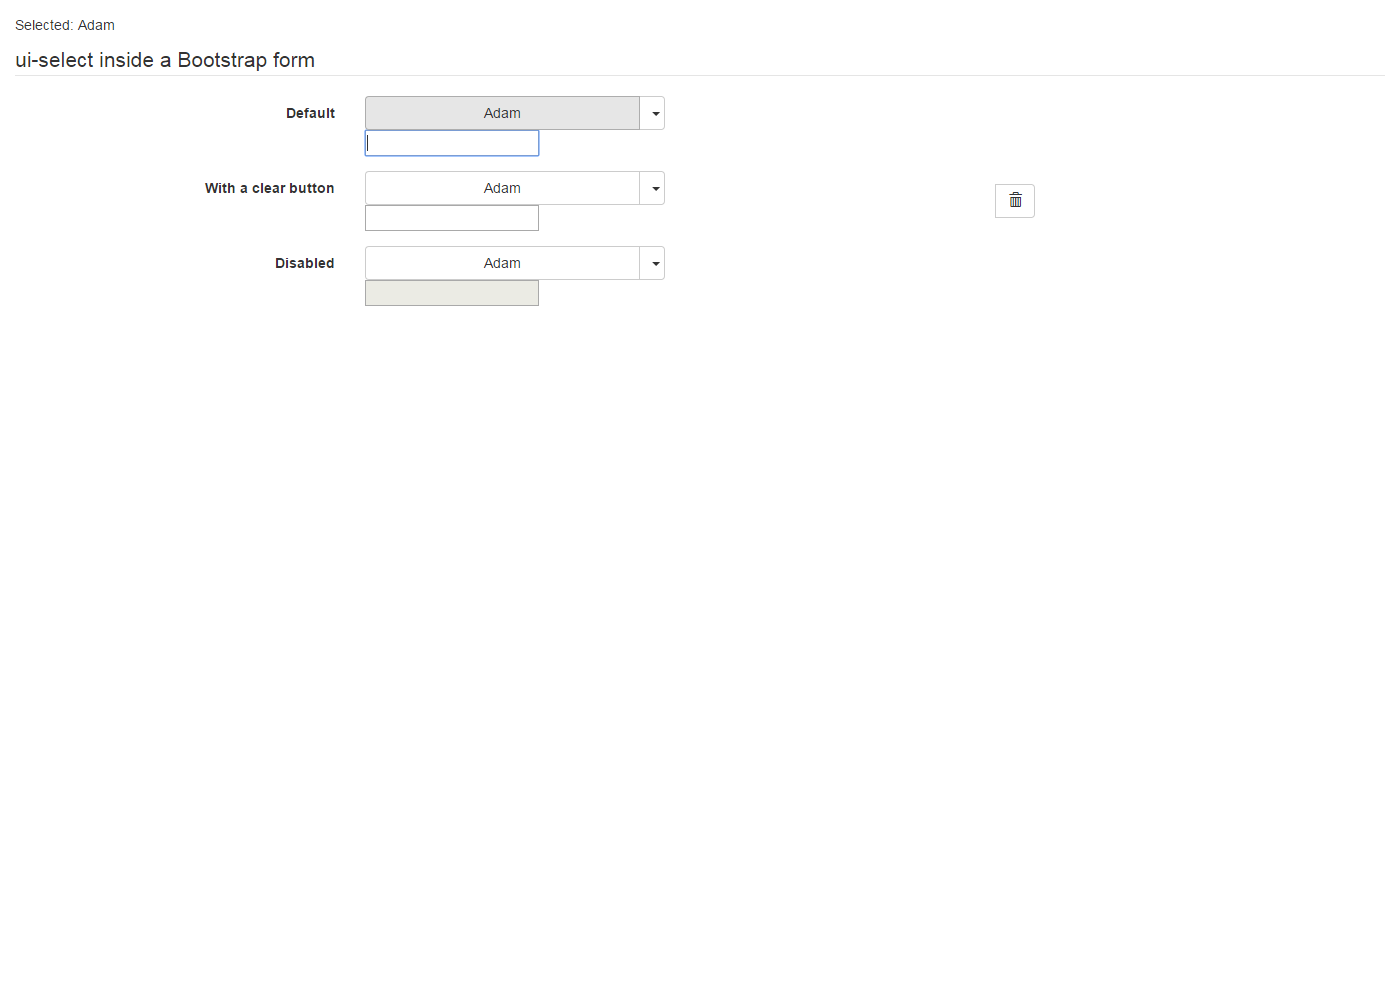 Selected: Adam
ui-select inside a Bootstrap form
Default Adam
With a clear button Adam
Disabled Adam